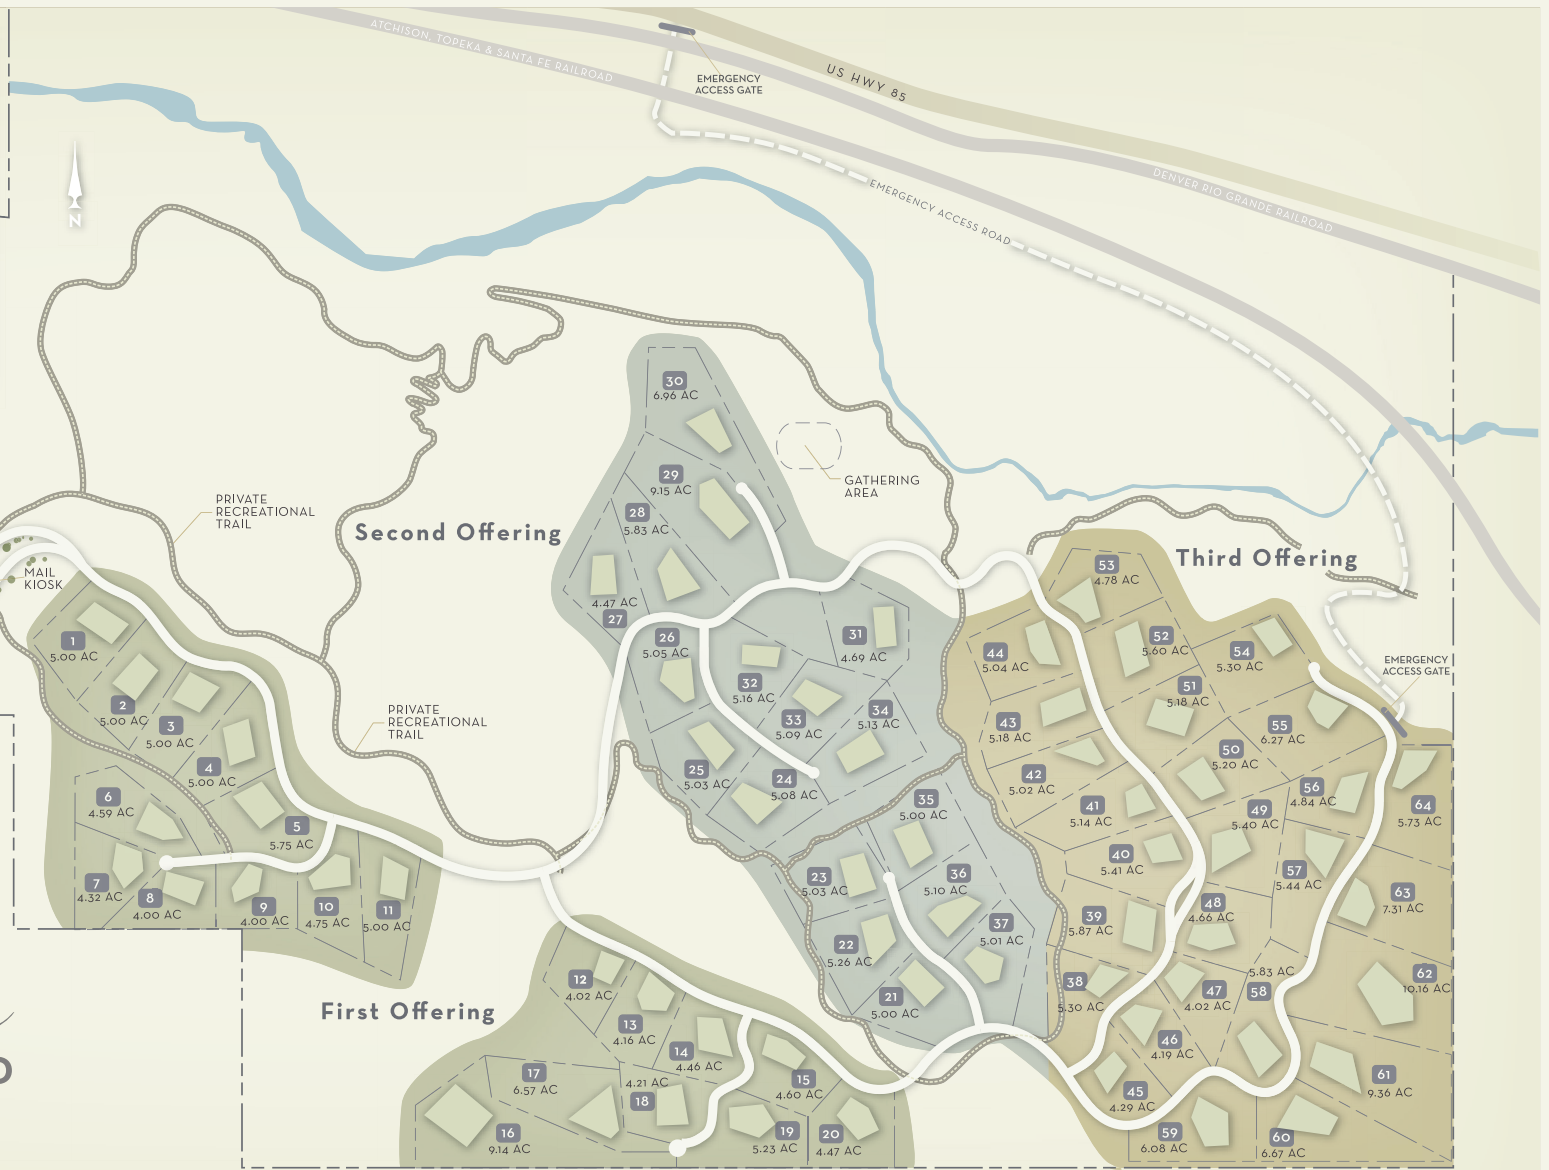 ATCHISON, TOPEKA & SANTA FE RAILROAD
EMERGENCY
ACCESS GATE
US HWY 85
DENVER RIO GRANDE RAILROAD
EMERGENCY ACCESS ROAD
N
PRIVATE
RECREATIONAL
TRAIL
Second Offering
GATHERING
AREA
Third Offering
MAIL
KIOSK
EMERGENCY
ACCESS GATE
PRIVATE
RECREATIONAL
TRAIL
First Offering
1
5.00 AC
2
5.00 AC
3
5.00 AC
4
5.00 AC
5
5.75 AC
6
4.59 AC
7
4.32 AC
8
4.00 AC
9
4.00 AC
10
4.75 AC
11
5.00 AC
12
4.02 AC
13
4.16 AC
14
4.46 AC
15
4.60 AC
16
9.14 AC
17
6.57 AC
4.21 AC
18
19
5.23 AC
20
4.47 AC
21
5.00 AC
22
5.26 AC
23
5.03 AC
24
5.08 AC
25
5.03 AC
26
5.05 AC
4.47 AC
27
28
5.83 AC
29
9.15 AC
30
6.96 AC
31
4.69 AC
32
5.16 AC
33
5.09 AC
34
5.13 AC
35
5.00 AC
36
5.10 AC
37
5.01 AC
38
5.30 AC
39
5.87 AC
40
5.41 AC
41
5.14 AC
42
5.02 AC
43
5.18 AC
44
5.04 AC
45
4.29 AC
46
4.19 AC
47
4.02 AC
48
4.66 AC
49
5.40 AC
50
5.20 AC
51
5.18 AC
52
5.60 AC
53
4.78 AC
54
5.30 AC
55
6.27 AC
56
4.84 AC
57
5.44 AC
5.83 AC
58
59
6.08 AC
60
6.67 AC
61
9.36 AC
62
10.16 AC
63
7.31 AC
64
5.73 AC